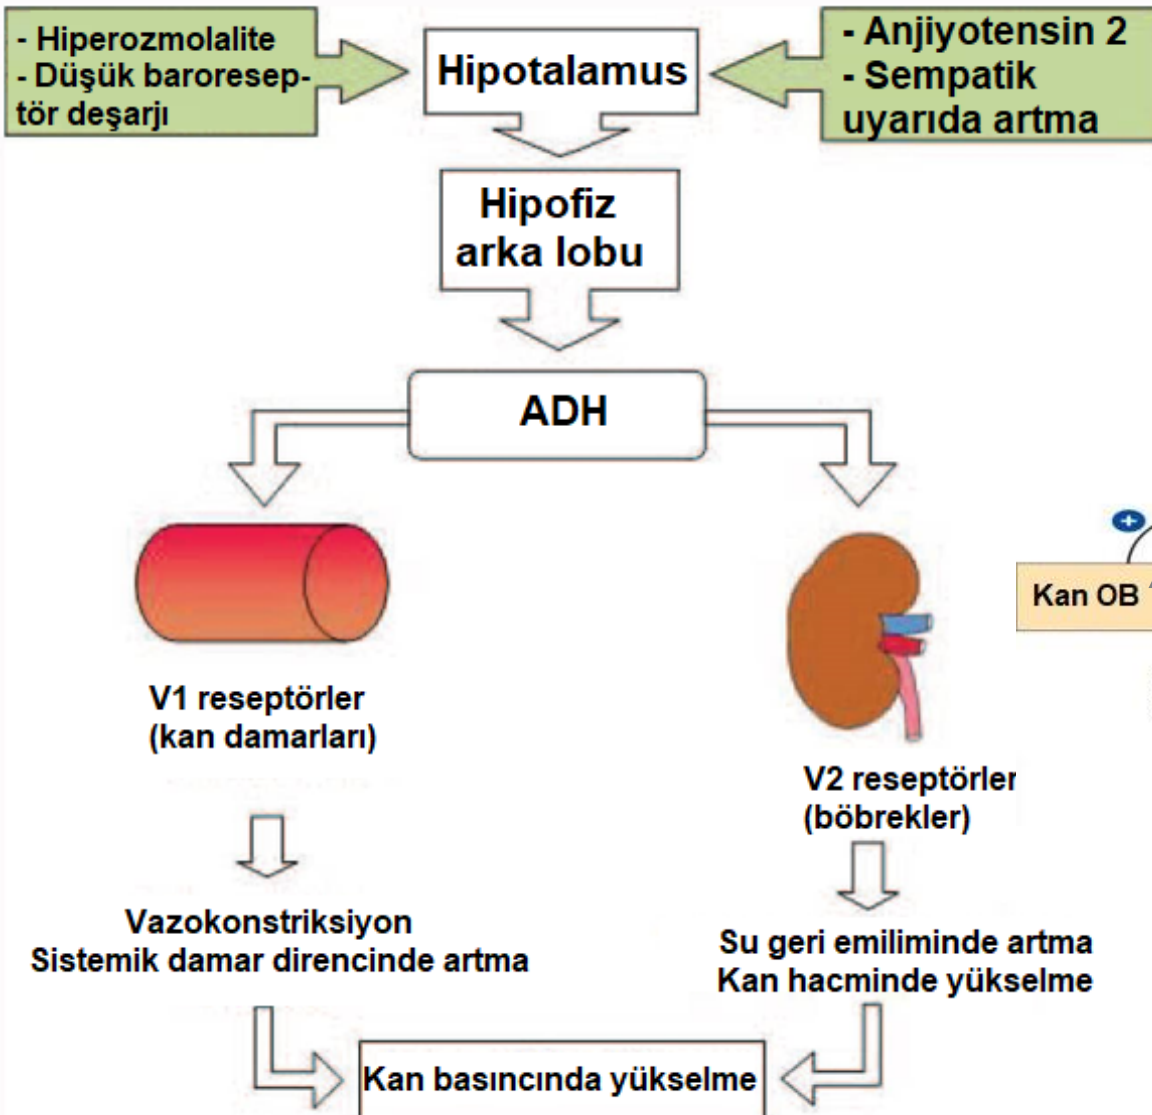 - Hiperozmolalite
- Düşük baroresep-
tör deşarjı
Hipotalamus
- Anjiyotensin 2
- Sempatik
uyarıda artma
Hipofiz
arka lobu
ADH
+
Kan OB
V1 reseptörler
(kan damarları)
V2 reseptörler
(böbrekler)
Vazokonstriksiyon
Sistemik damar direncinde artma
Su geri emiliminde artma
Kan hacminde yükselme
Kan basıncında yükselme